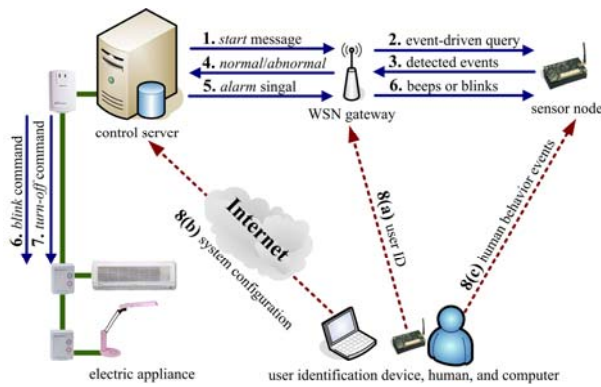 1. start message
4. normal/abnormal
5. alarm singal
2. event-driven query
3. detected events
6. beeps or blinks
control server
WSN gateway
sensor node
6. blink command
7. turn-off command
Internet
8(b) system configuration
8(a) user ID
8(c) human behavior events
electric appliance
user identification device, human, and computer